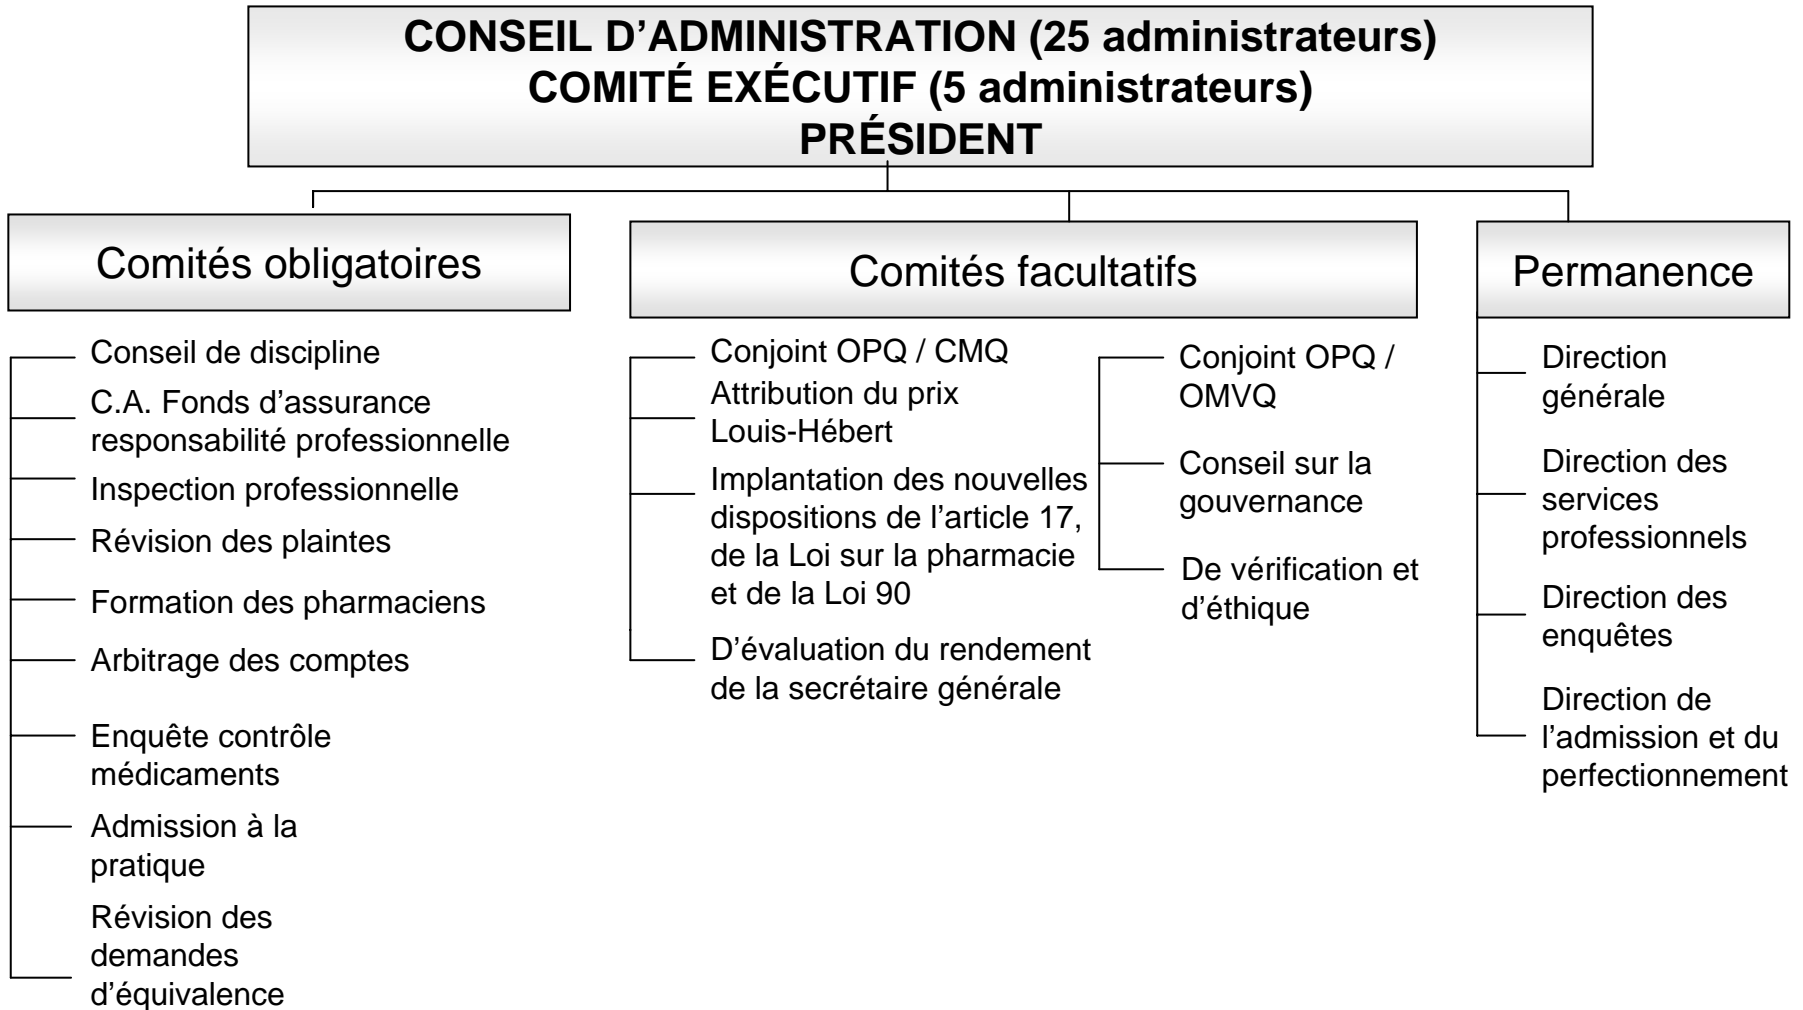 CONSEIL D’ADMINISTRATION (25 administrateurs)
COMITÉ EXÉCUTIF (5 administrateurs)
PRÉSIDENT
Comités obligatoires
Conseil de discipline
C.A. Fonds d’assurance
responsabilité professionnelle
Inspection professionnelle
Révision des plaintes
Formation des pharmaciens
Arbitrage des comptes
Enquête contrôle
médicaments
Admission à la
pratique
Révision des
demandes
d’équivalence
Comités facultatifs
Conjoint OPQ / CMQ
Attribution du prix
Louis-Hébert
Implantation des nouvelles
dispositions de l’article 17,
de la Loi sur la pharmacie
et de la Loi 90
D’évaluation du rendement
de la secrétaire générale
Conjoint OPQ /
OMVQ
Conseil sur la
gouvernance
De vérification et
d’éthique
Permanence
Direction
générale
Direction des
services
professionnels
Direction des
enquêtes
Direction de
l’admission et du
perfectionnement